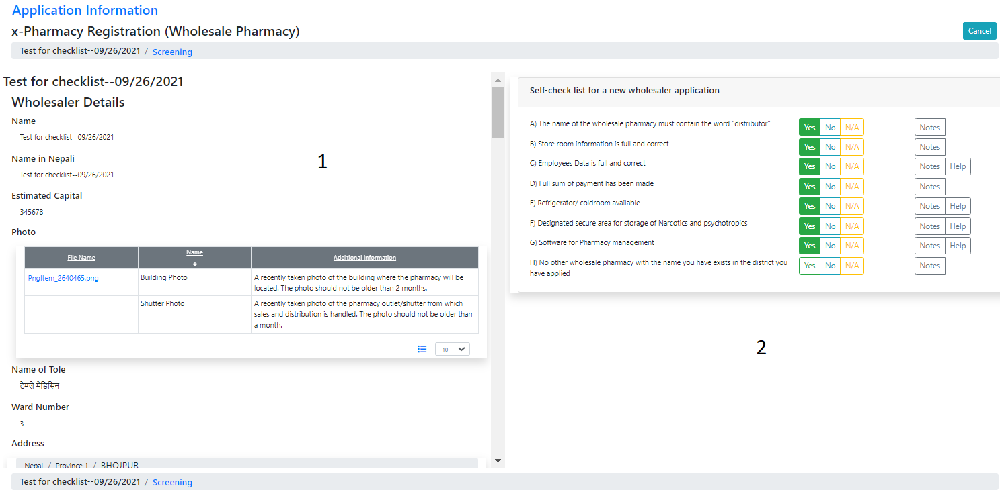 Application Information
x-Pharmacy Registration (Wholesale Pharmacy)
Cancel
Test for checklist--09/26/2021 / Screening
Test for checklist--09/26/2021
Wholesaler Details
Name
Test for checklist--09/26/2021
Name in Nepali
Test for checklist--09/26/2021
1
Estimated Capital
345678
Photo
File Name Name Additional information
PngItem_2640465.png Building Photo A recently taken photo of the building where the pharmacy will be
located. The photo should not be older than 2 months.
Shutter Photo A recently taken photo of the pharmacy outlet/shutter from which
sales and distribution is handled. The photo should not be older than
a month.
10
Name of Tole
टेम्प्ले मेडिसिन
Ward Number
3
Address
Nepal / Province 1 / BHOJPUR
Self-check list for a new wholesaler application
A) The name of the wholesale pharmacy must contain the word "distributor" Yes No N/A Notes
B) Store room information is full and correct Yes No N/A Notes
C) Employees Data is full and correct Yes No N/A Notes Help
D) Full sum of payment has been made Yes No N/A Notes
E) Refrigerator/ coldroom available Yes No N/A Notes Help
F) Designated secure area for storage of Narcotics and psychotropics Yes No N/A Notes Help
G) Software for Pharmacy management Yes No N/A Notes Help
H) No other wholesale pharmacy with the name you have exists in the district you Yes No N/A Notes
have applied
2
Test for checklist--09/26/2021 / Screening